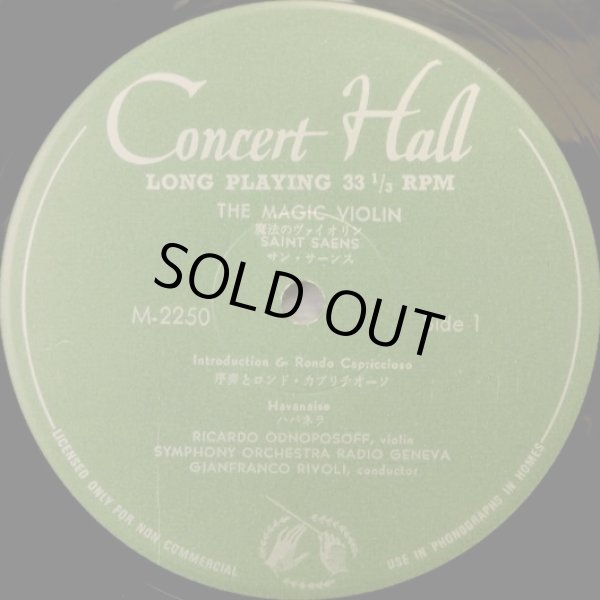 Concert Hall
LONG PLAYING 33 1/3 RPM
THE MAGIC VIOLIN
魔法のヴァイオリン
SAINT SAENS
サン・サーンス
SOLD OUT
M-2250
ide 1
Introduction & Rondo Capriccioso
序奏とロンド・カプリチオーソ
Havanaise
ハバネラ
RICARDO ODNOPOSOFF, violin
SYMPHONY ORCHESTRA RADIO GENEVA
GIANFRANCO RIVOLI, conductor
LICENSED ONLY FOR NON COMMERCIAL
USE IN PHONOGRAPHS IN HOMES